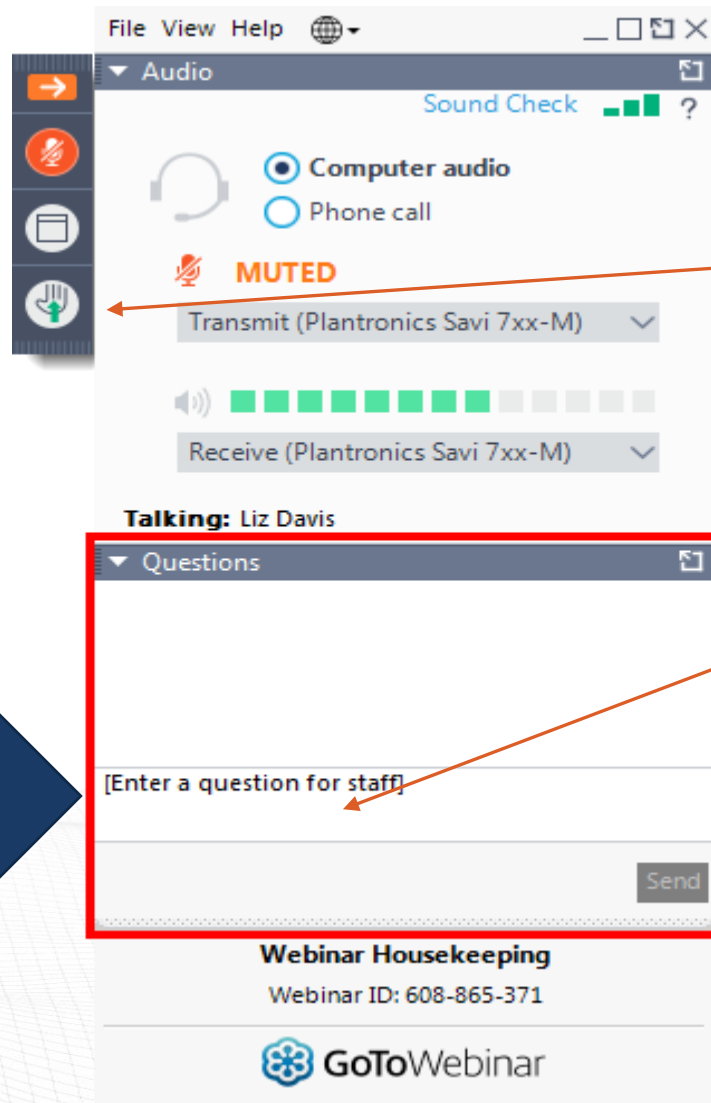 File View Help
Audio
Sound Check ?
Computer audio
Phone call
MUTED
Transmit (Plantronics Savi 7xx-M)
Receive (Plantronics Savi 7xx-M)
Talking: Liz Davis
Questions
[Enter a question for staff]
Send
Webinar Housekeeping
Webinar ID: 608-865-371
GoToWebinar